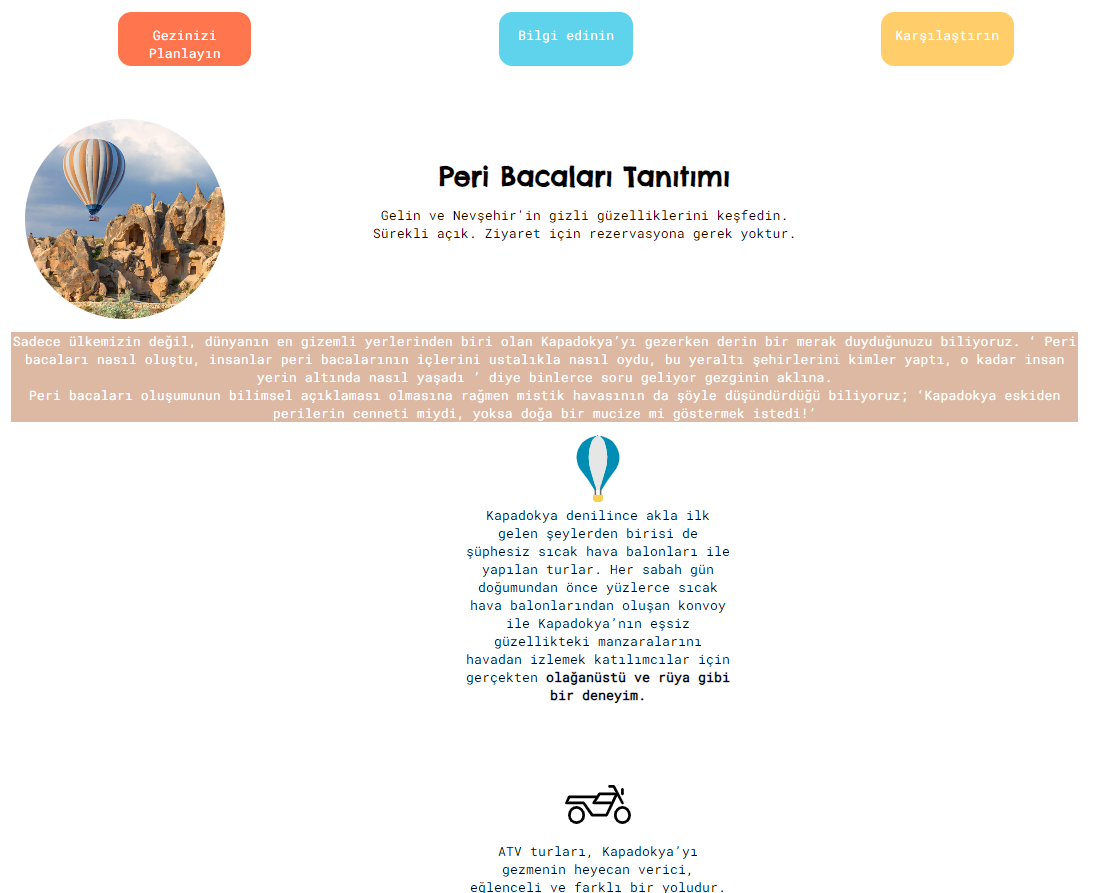 Gezinizi
Planlayın
Bilgi edinin
Karşılaştırın
Peri Bacaları Tanıtımı
Gelin ve Nevşehir'in gizli güzelliklerini keşfedin.
Sürekli açık. Ziyaret için rezervasyona gerek yoktur.
Sadece ülkemizin değil, dünyanın en gizemli yerlerinden biri olan Kapadokya’yı gezerken derin bir merak duyduğunuzu biliyoruz. ‘ Peri
bacaları nasıl oluştu, insanlar peri bacalarının içlerini ustalıkla nasıl oydu, bu yeraltı şehirlerini kimler yaptı, o kadar insan
yerin altında nasıl yaşadı ’ diye binlerce soru geliyor gezginin aklına.
Peri bacaları oluşumunun bilimsel açıklaması olmasına rağmen mistik havasının da şöyle düşündürdüğü biliyoruz; ‘Kapadokya eskiden
perilerin cenneti miydi, yoksa doğa bir mucize mi göstermek istedi!’
Kapadokya denilince akla ilk
gelen şeylerden birisi de
şüphesiz sıcak hava balonları ile
yapılan turlar. Her sabah gün
doğumundan önce yüzlerce sıcak
hava balonlarından oluşan konvoy
ile Kapadokya’nın eşsiz
güzellikteki manzaralarını
havadan izlemek katılımcılar için
gerçekten olağanüstü ve rüya gibi
bir deneyim.
ATV turları, Kapadokya’yı
gezmenin heyecan verici,
eğlenceli ve farklı bir yoludur.